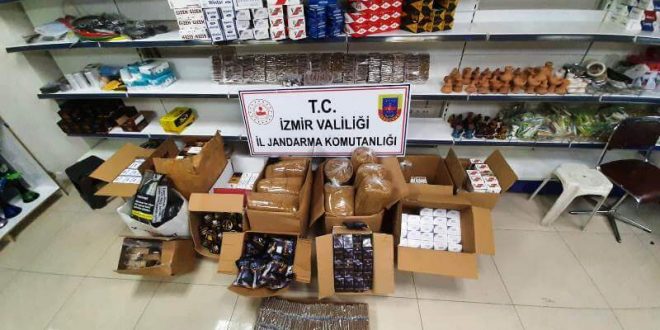 T.C.
İZMİR VALİLİĞİ
İL JANDARMA KOMUTANLIĞI